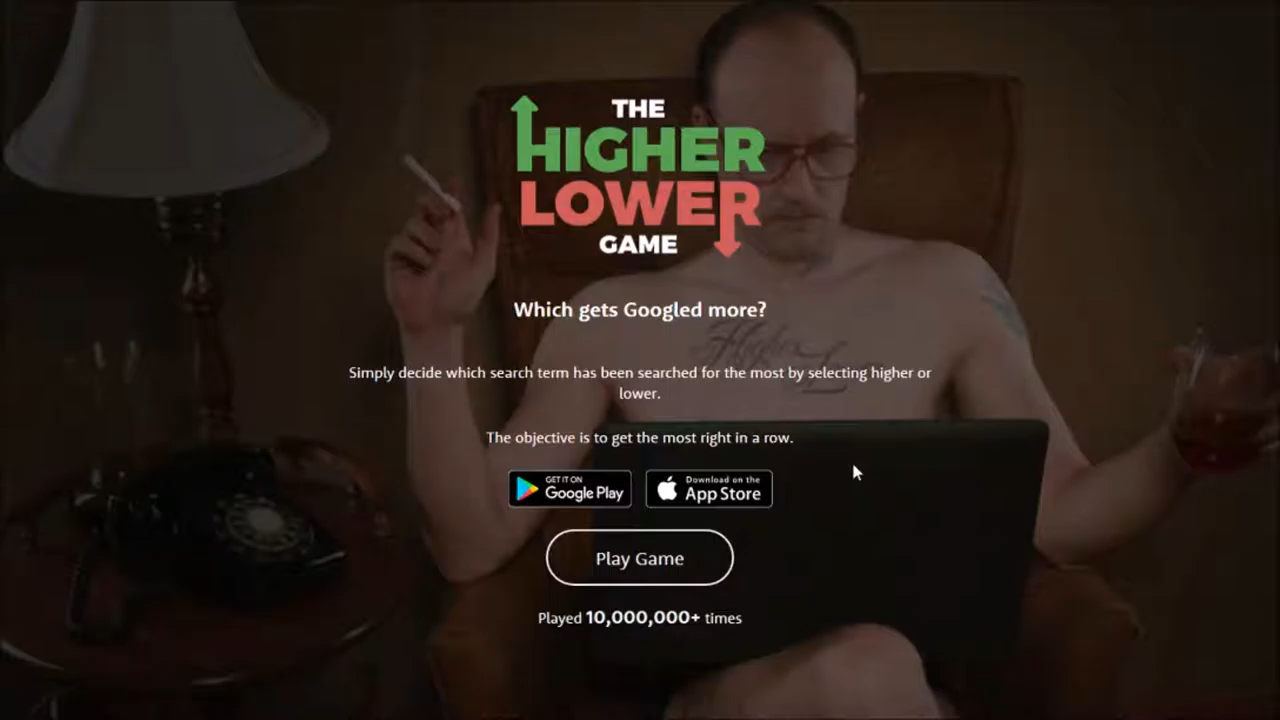 THE
HIGHER
LOWER
GAME
Which gets Googled more?
Simply decide which search term has been searched for the most by selecting higher or
lower.
The objective is to get the most right in a row.
GET IT ON
Google Play
Download on the
App Store
Play Game
Played 10,000,000+ times